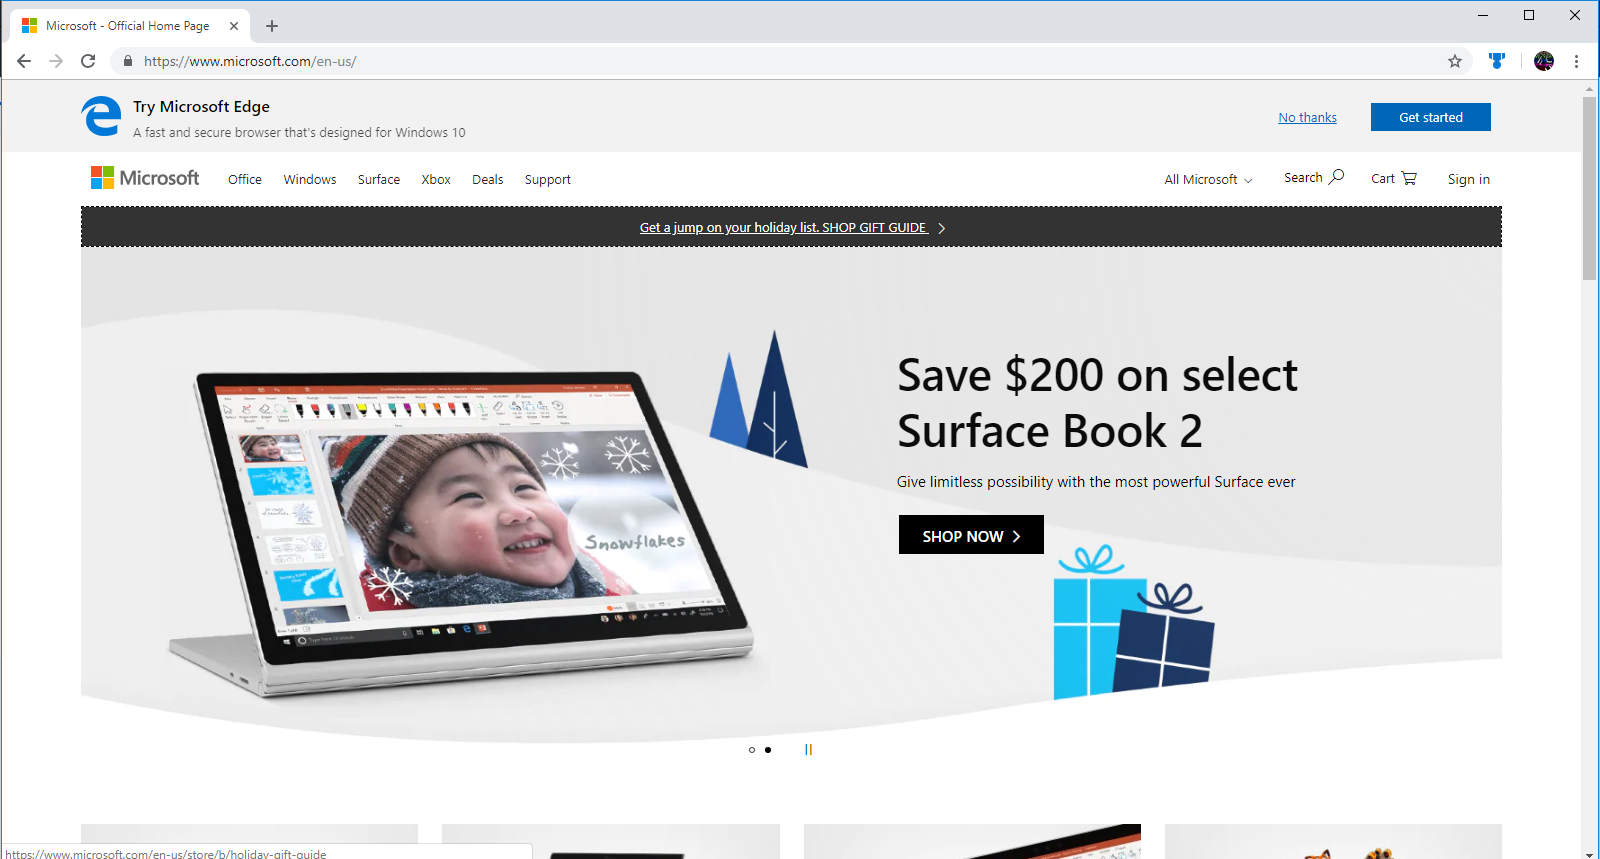 Microsoft - Official Home Page
https://www.microsoft.com/en-us/
Try Microsoft Edge
A fast and secure browser that's designed for Windows 10
No thanks
Get started
Microsoft
Office
Windows
Surface
Xbox
Deals
Support
All Microsoft
Search
Cart
Sign in
Get a jump on your holiday list. SHOP GIFT GUIDE
Save $200 on select
Surface Book 2
Give limitless possibility with the most powerful Surface ever
SHOP NOW
Snowflakes
https://www.microsoft.com/en-us/store/b/holiday-gift-guide